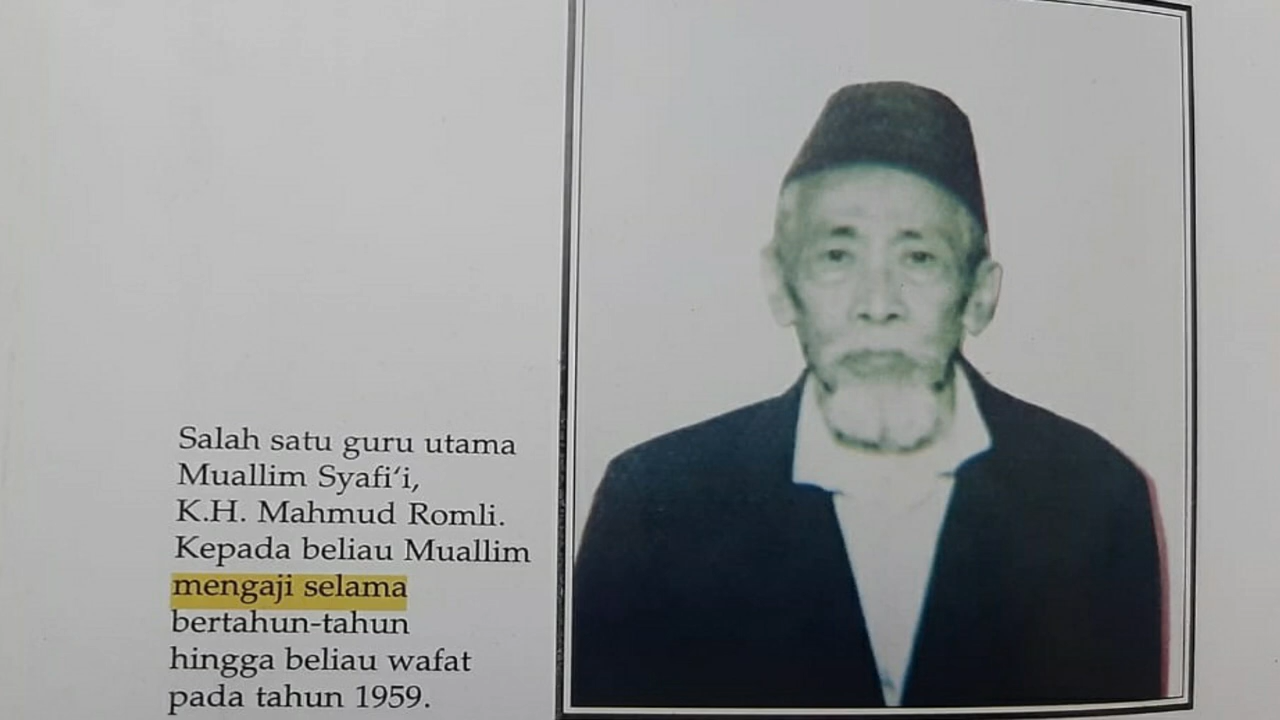 Salah satu guru utama
Muallim Syafi‘i,
K.H. Mahmud Romli.
Kepada beliau Muallim
mengaji selama
bertahun-tahun
hingga beliau wafat
pada tahun 1959.